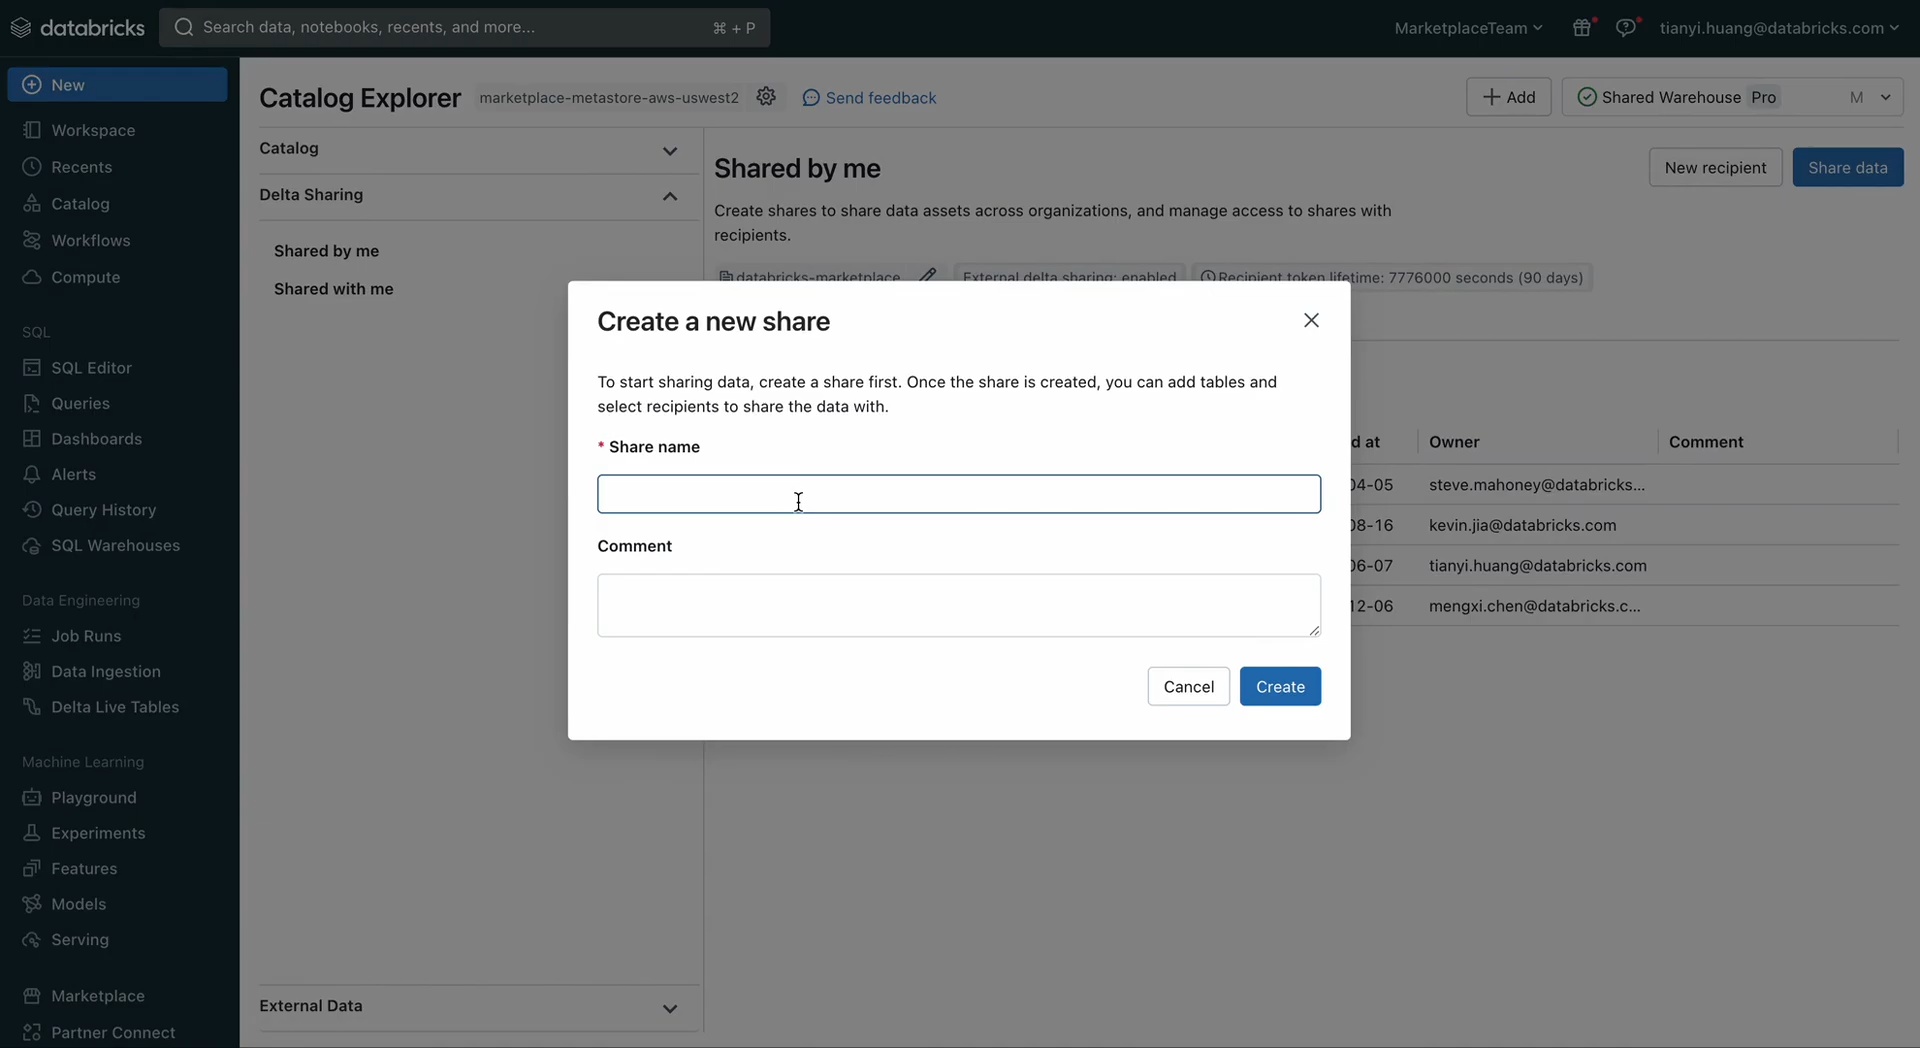 databricks
Search data, notebooks, recents, and more...
⌘ + P
MarketplaceTeam
tianyi.huang@databricks.com
New
Workspace
Recents
Catalog
Workflows
Compute
SQL
SQL Editor
Queries
Dashboards
Alerts
Query History
SQL Warehouses
Data Engineering
Job Runs
Data Ingestion
Delta Live Tables
Machine Learning
Playground
Experiments
Features
Models
Serving
Marketplace
Partner Connect
Catalog Explorer
marketplace-metastore-aws-uswest2
Send feedback
+ Add
Shared Warehouse Pro M
Catalog
Delta Sharing
Shared by me
Shared with me
External Data
Shared by me
New recipient
Share data
Create shares to share data assets across organizations, and manage access to shares with
recipients.
databricks-marketplace
External delta sharing: enabled
Recipient token lifetime: 7776000 seconds (90 days)
Create a new share
To start sharing data, create a share first. Once the share is created, you can add tables and
select recipients to share the data with.
* Share name
Comment
Cancel
Create
d at Owner Comment
04-05 steve.mahoney@databricks...
08-16 kevin.jia@databricks.com
06-07 tianyi.huang@databricks.com
12-06 mengxi.chen@databricks.c...